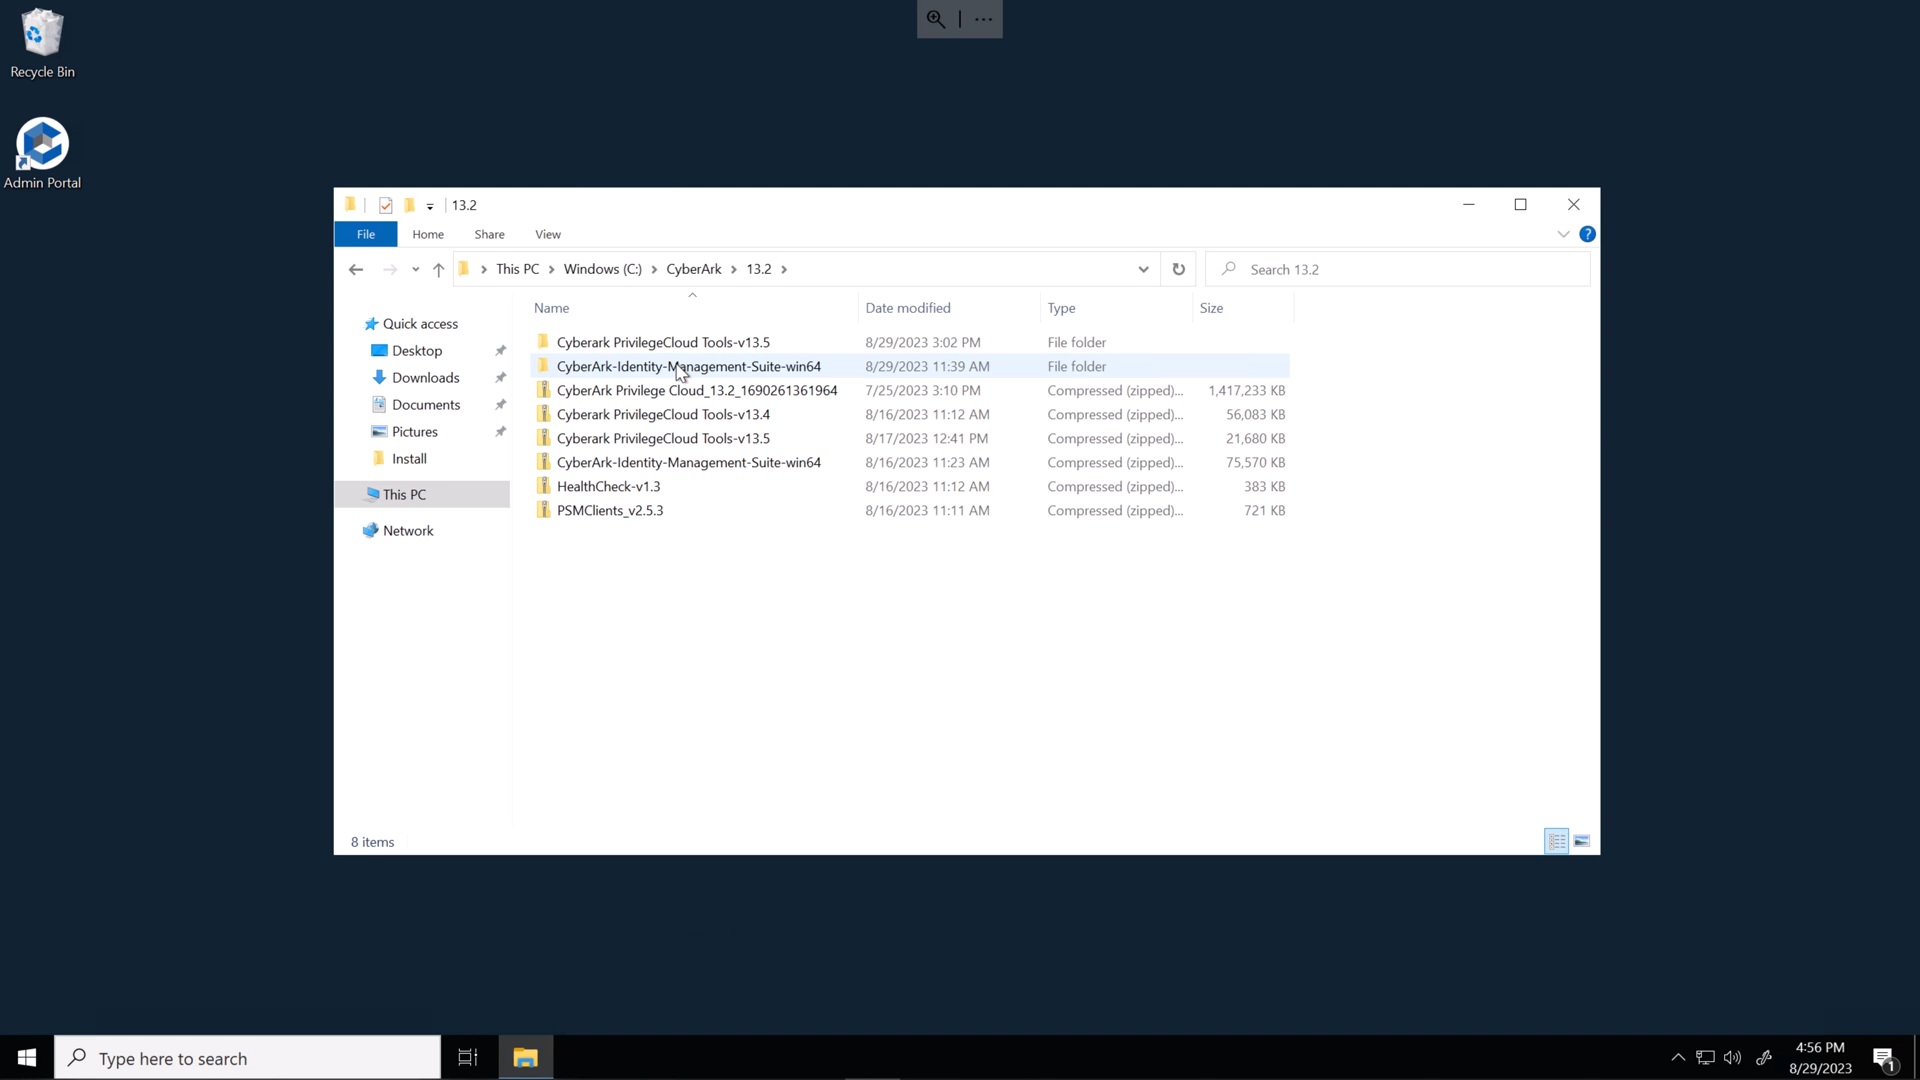 Recycle Bin
Admin Portal
13.2
File Home Share View
This PC Windows (C:) CyberArk 13.2
Search 13.2
Name Date modified Type Size
Quick access
Desktop
Downloads
Documents
Pictures
Install
This PC
Network
Cyberark PrivilegeCloud Tools-v13.5 8/29/2023 3:02 PM File folder
CyberArk-Identity-Management-Suite-win64 8/29/2023 11:39 AM File folder
CyberArk Privilege Cloud_13.2_1690261361964 7/25/2023 3:10 PM Compressed (zipped)... 1,417,233 KB
Cyberark PrivilegeCloud Tools-v13.4 8/16/2023 11:12 AM Compressed (zipped)... 56,083 KB
Cyberark PrivilegeCloud Tools-v13.5 8/17/2023 12:41 PM Compressed (zipped)... 21,680 KB
CyberArk-Identity-Management-Suite-win64 8/16/2023 11:23 AM Compressed (zipped)... 75,570 KB
HealthCheck-v1.3 8/16/2023 11:12 AM Compressed (zipped)... 383 KB
PSMClients_v2.5.3 8/16/2023 11:11 AM Compressed (zipped)... 721 KB
8 items
Type here to search
4:56 PM
8/29/2023
1